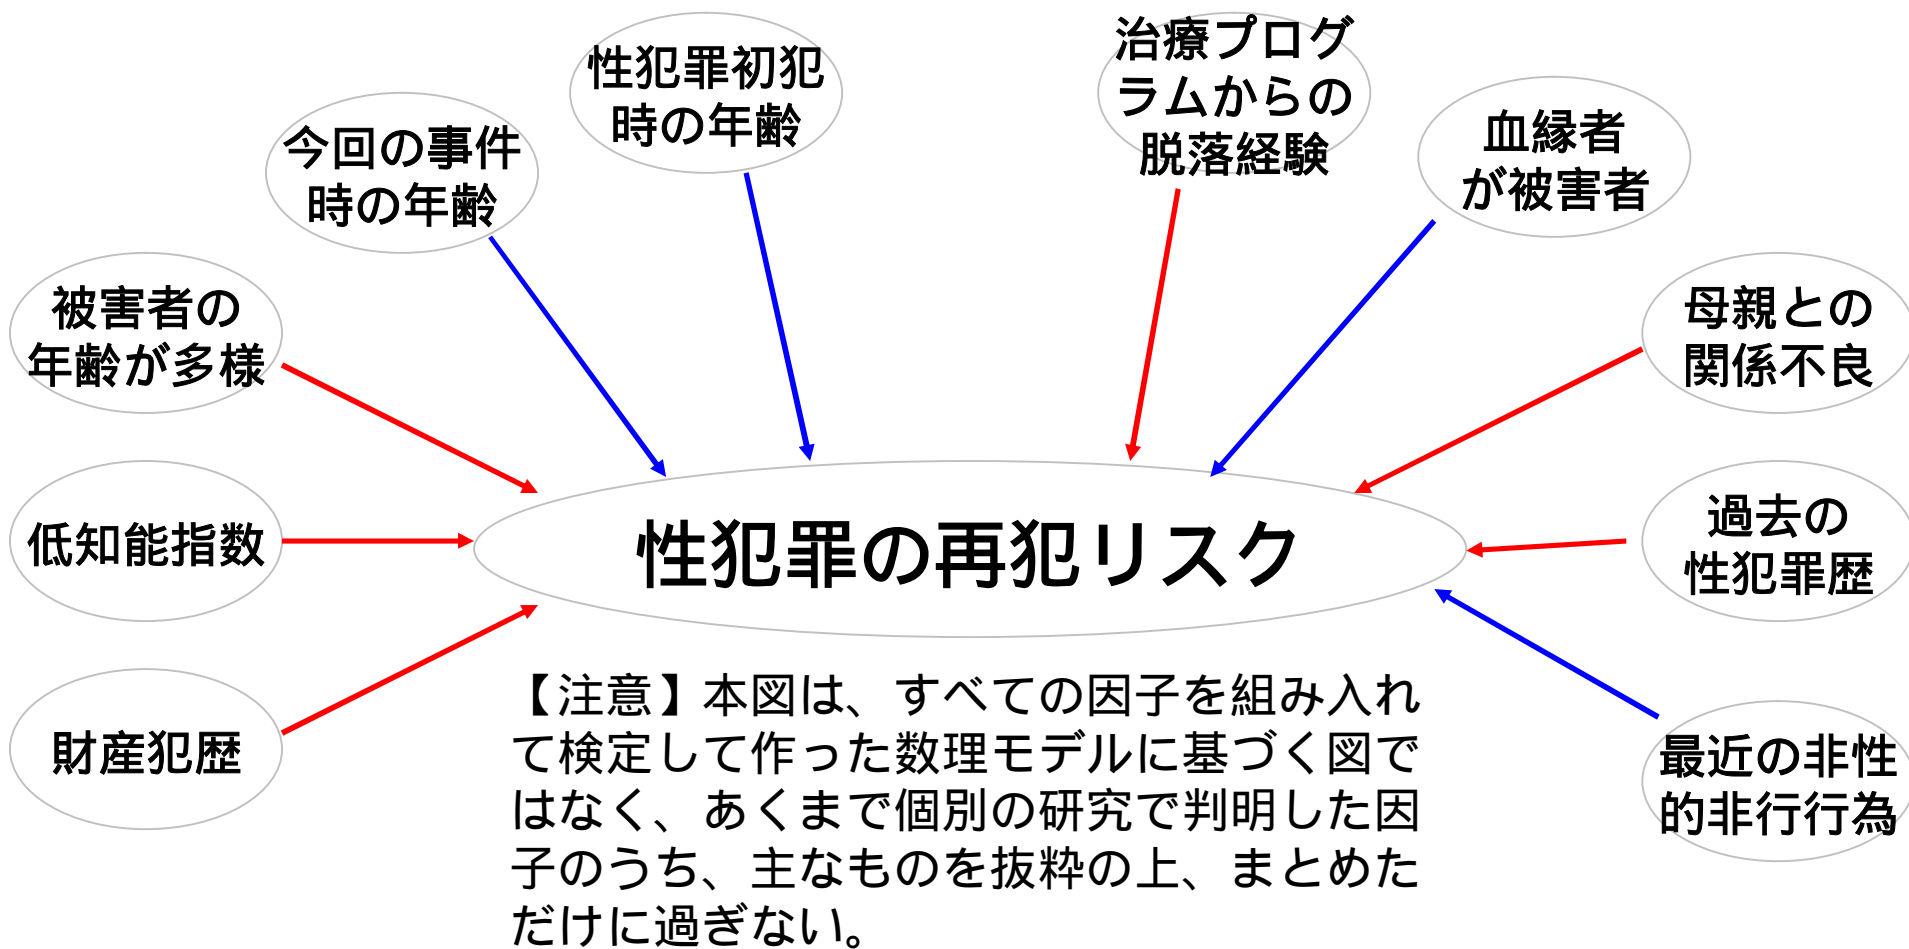 性犯罪初犯
時の年齢
治療プログ
ラムからの
脱落経験
今回の事件
時の年齢
血縁者
が被害者
被害者の
年齢が多様
母親との
関係不良
低知能指数
性犯罪の再犯リスク
過去の
性犯罪歴
財産犯歴
最近の非性
的非行行為
【注意】本図は、すべての因子を組み入れ
て検定して作った数理モデルに基づく図で
はなく、あくまで個別の研究で判明した因
子のうち、主なものを抜粋の上、まとめた
だけに過ぎない。